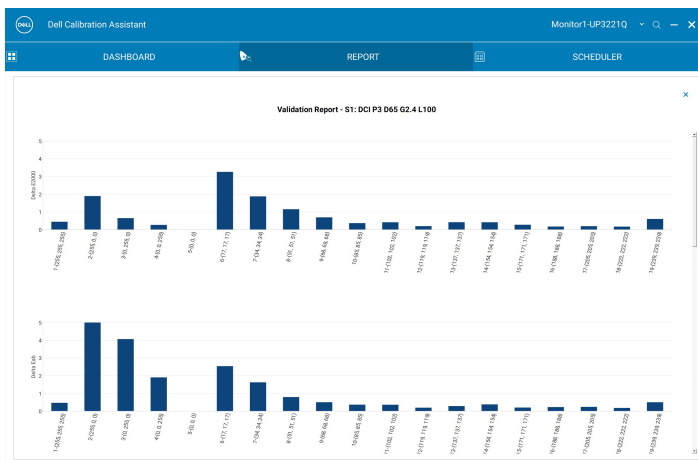 DELL Dell Calibration Assistant Monitor1-UP3221Q
DASHBOARD REPORT SCHEDULER
Validation Report - S1: DCI P3 D65 G2.4 L100
Delta E2000
5
4
3
2
1
0
1-(255, 255, 255)
2-(255, 0, 0)
3-(0, 255, 0)
4-(0, 0, 255)
5-(0, 0, 0)
6-(17, 17, 17)
7-(34, 34, 34)
8-(51, 51, 51)
9-(68, 68, 68)
10-(85, 85, 85)
11-(102, 102, 102)
12-(119, 119, 119)
13-(137, 137, 137)
14-(154, 154, 154)
15-(171, 171, 171)
16-(188, 188, 188)
17-(205, 205, 205)
18-(222, 222, 222)
19-(239, 239, 239)
Delta Eab
5
4
3
2
1
0
1-(255, 255, 255)
2-(255, 0, 0)
3-(0, 255, 0)
4-(0, 0, 255)
5-(0, 0, 0)
6-(17, 17, 17)
7-(34, 34, 34)
8-(51, 51, 51)
9-(68, 68, 68)
10-(85, 85, 85)
11-(102, 102, 102)
12-(119, 119, 119)
13-(137, 137, 137)
14-(154, 154, 154)
15-(171, 171, 171)
16-(188, 188, 188)
17-(205, 205, 205)
18-(222, 222, 222)
19-(239, 239, 239)